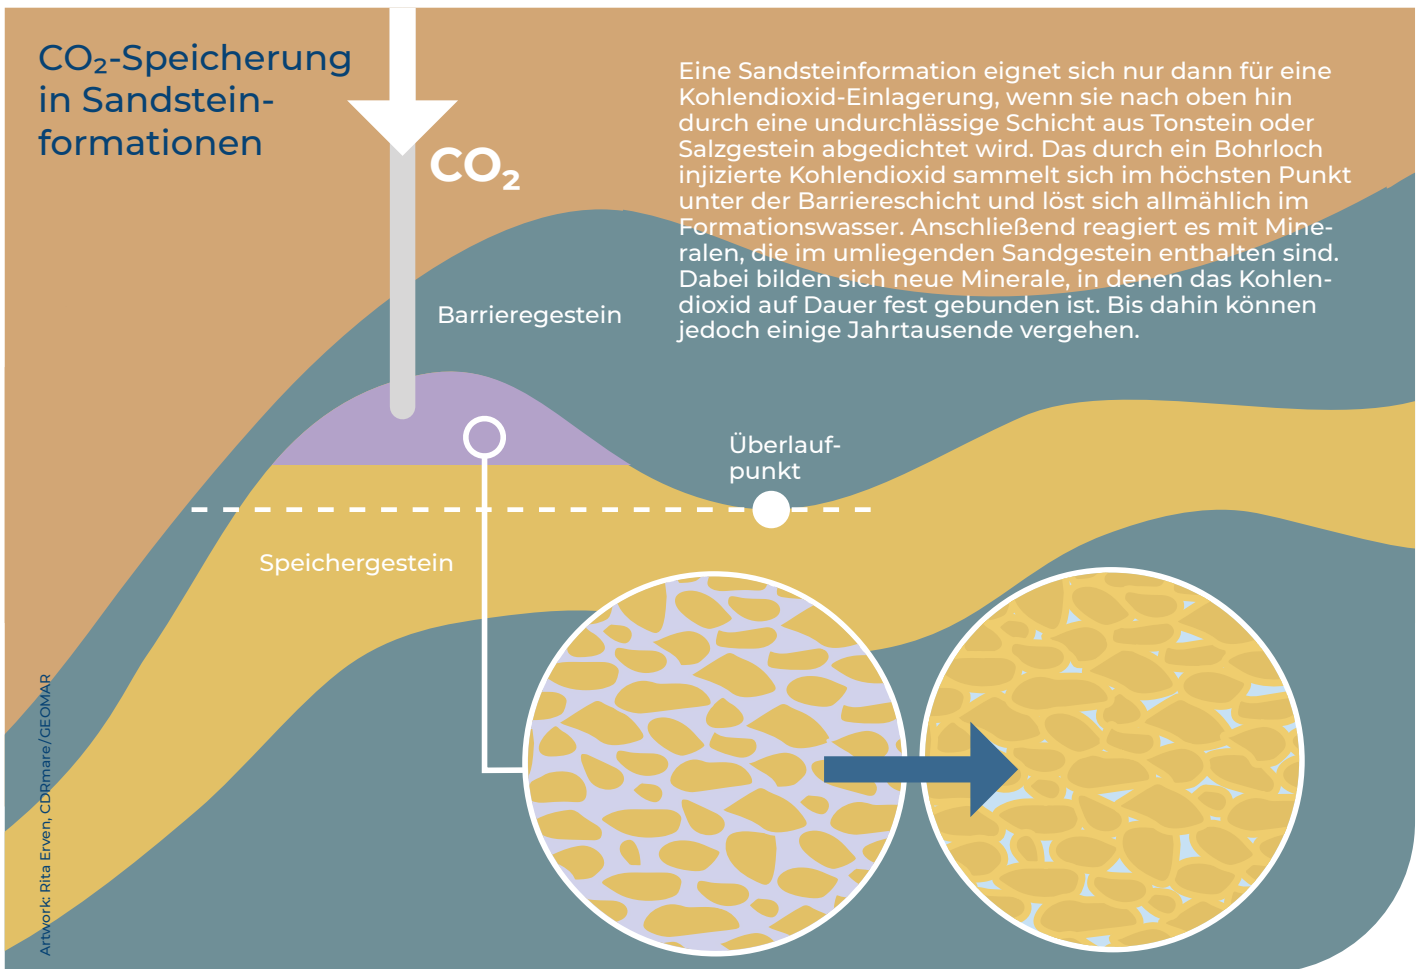 CO₂-Speicherung
in Sandstein-
formationen
CO₂
Eine Sandsteinformation eignet sich nur dann für eine
Kohlendioxid-Einlagerung, wenn sie nach oben hin
durch eine undurchlässige Schicht aus Tonstein oder
Salzgestein abgedichtet wird. Das durch ein Bohrloch
injizierte Kohlendioxid sammelt sich im höchsten Punkt
unter der Barriereschicht und löst sich allmählich im
Formationswasser. Anschließend reagiert es mit Mine-
ralen, die im umliegenden Sandgestein enthalten sind.
Dabei bilden sich neue Minerale, in denen das Kohlen-
dioxid auf Dauer fest gebunden ist. Bis dahin können
jedoch einige Jahrtausende vergehen.
Barrieregestein
Überlauf-
punkt
Speichergestein
Artwork: Rita Erven, CDRmare/GEOMAR